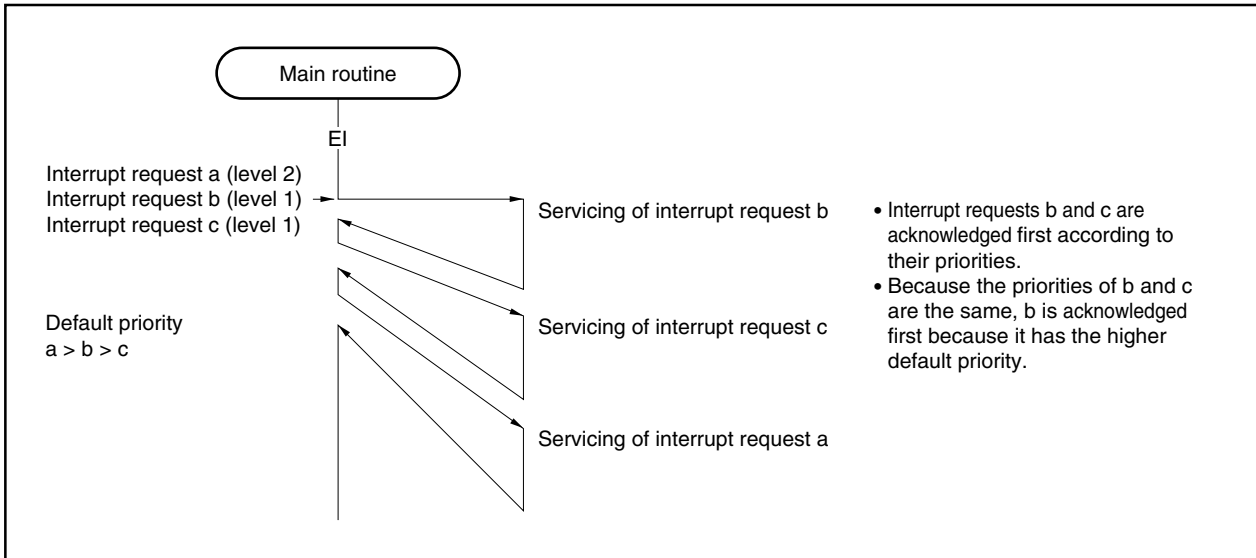 Main routine
EI
Interrupt request a (level 2)
Interrupt request b (level 1)
Interrupt request c (level 1)
Default priority
a > b > c
Servicing of interrupt request b
Servicing of interrupt request c
Servicing of interrupt request a
• Interrupt requests b and c are
acknowledged first according to
their priorities.
• Because the priorities of b and c
are the same, b is acknowledged
first because it has the higher
default priority.